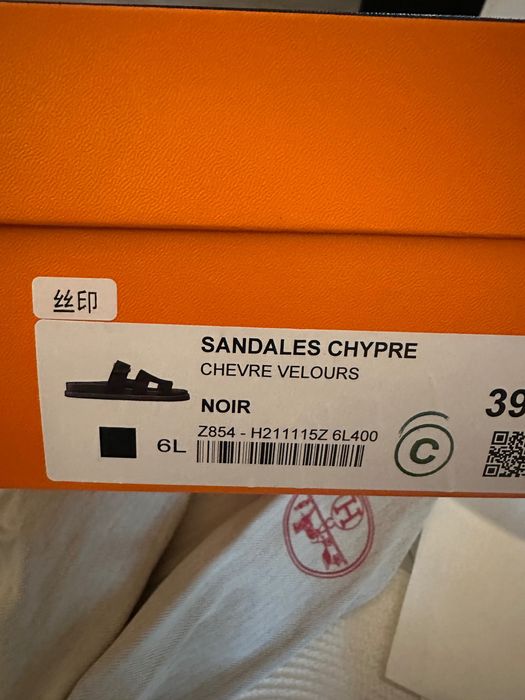 丝印
SANDALES CHYPRE
CHEVRE VELOURS
NOIR
39
Z854 - H211115Z 6L400
6L
C
H